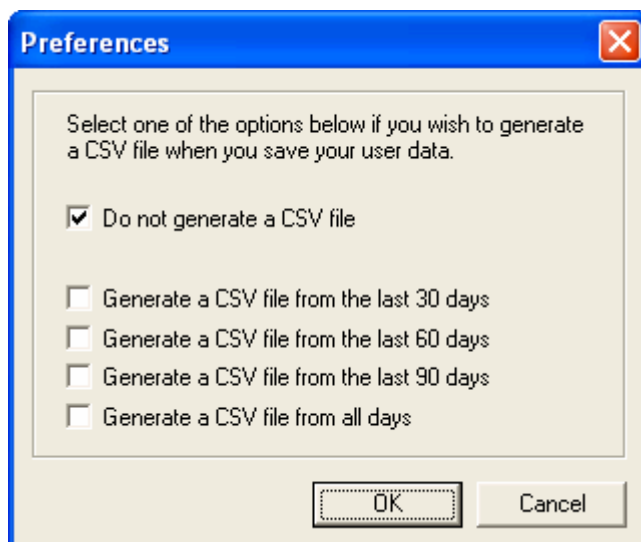 Preferences
Select one of the options below if you wish to generate
a CSV file when you save your user data.
Do not generate a CSV file
Generate a CSV file from the last 30 days
Generate a CSV file from the last 60 days
Generate a CSV file from the last 90 days
Generate a CSV file from all days
OK
Cancel